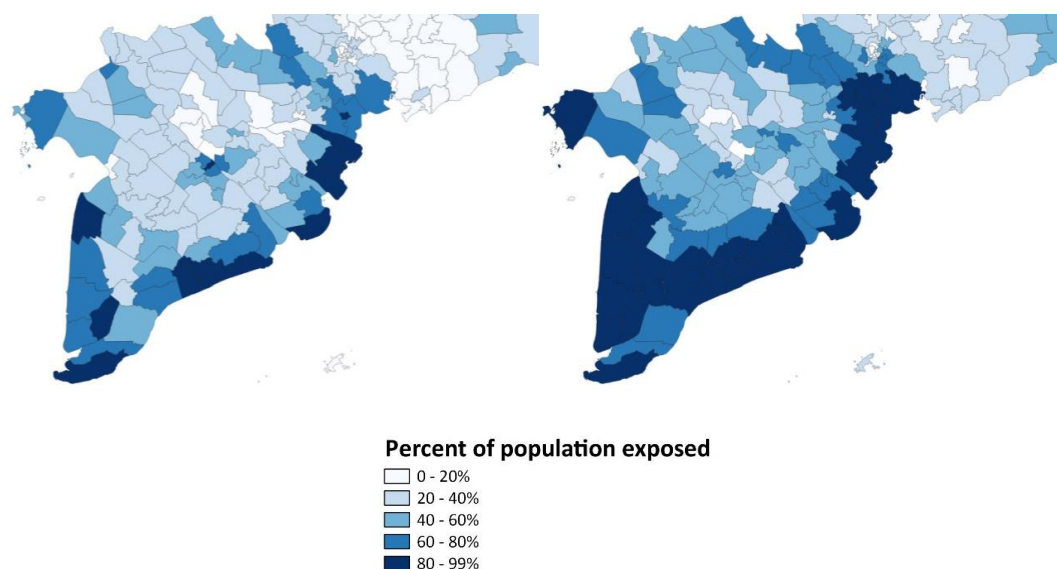 Percent of population exposed
0 - 20%
20 - 40%
40 - 60%
60 - 80%
80 - 99%